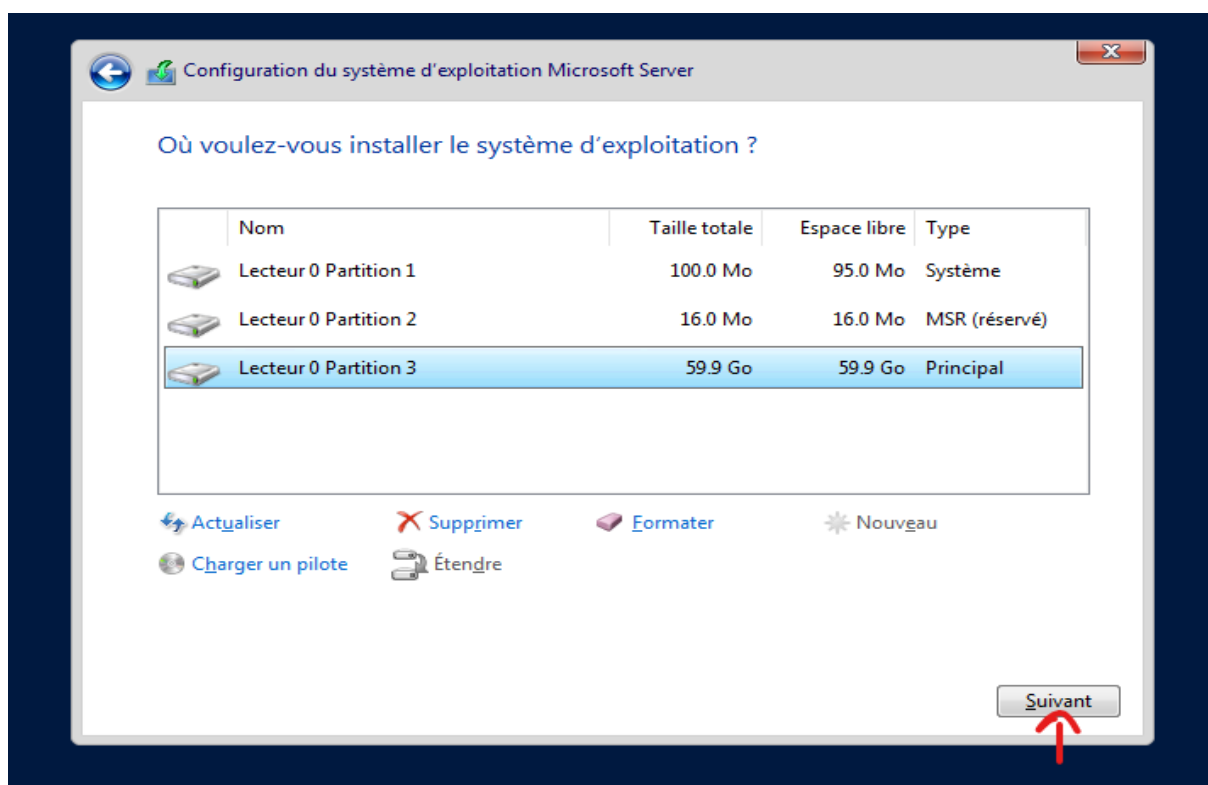 Configuration du système d'exploitation Microsoft Server
Où voulez-vous installer le système d'exploitation ?
Nom Taille totale Espace libre Type
Lecteur 0 Partition 1 100.0 Mo 95.0 Mo Système
Lecteur 0 Partition 2 16.0 Mo 16.0 Mo MSR (réservé)
Lecteur 0 Partition 3 59.9 Go 59.9 Go Principal
Actualiser Supprimer Formater Nouveau
Charger un pilote Étendre
Suivant